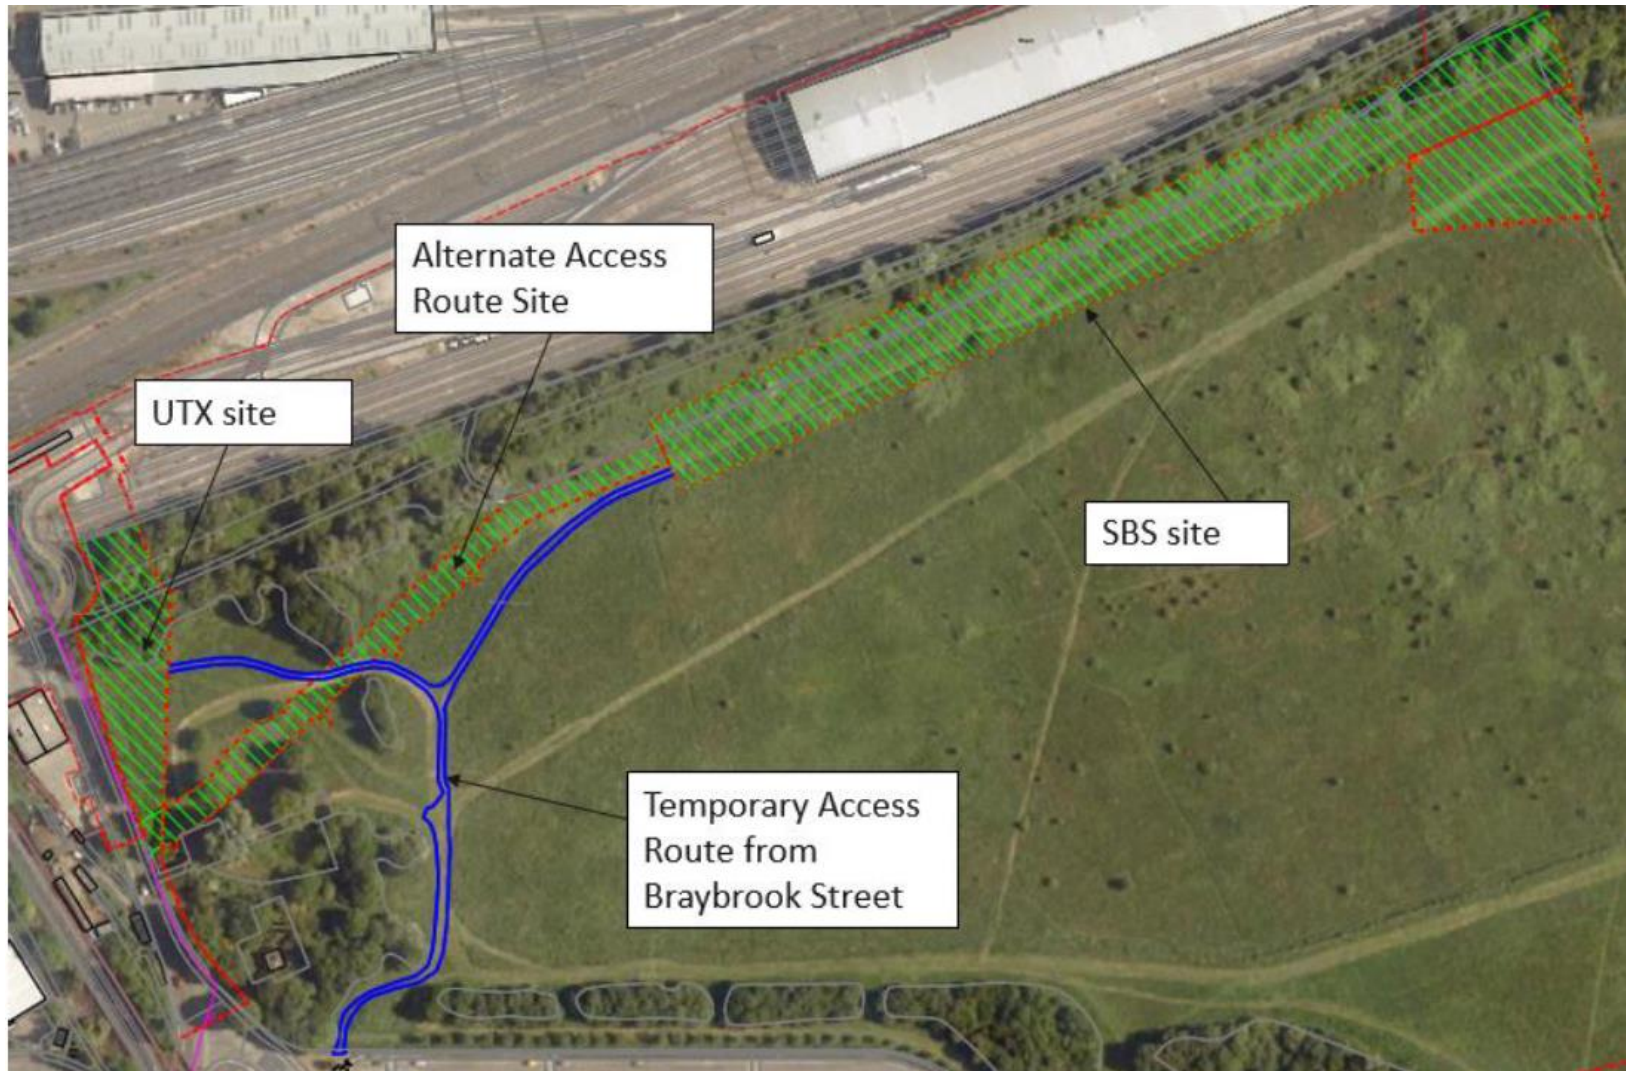 Alternate Access
Route Site
UTX site
SBS site
Temporary Access
Route from
Braybrook Street